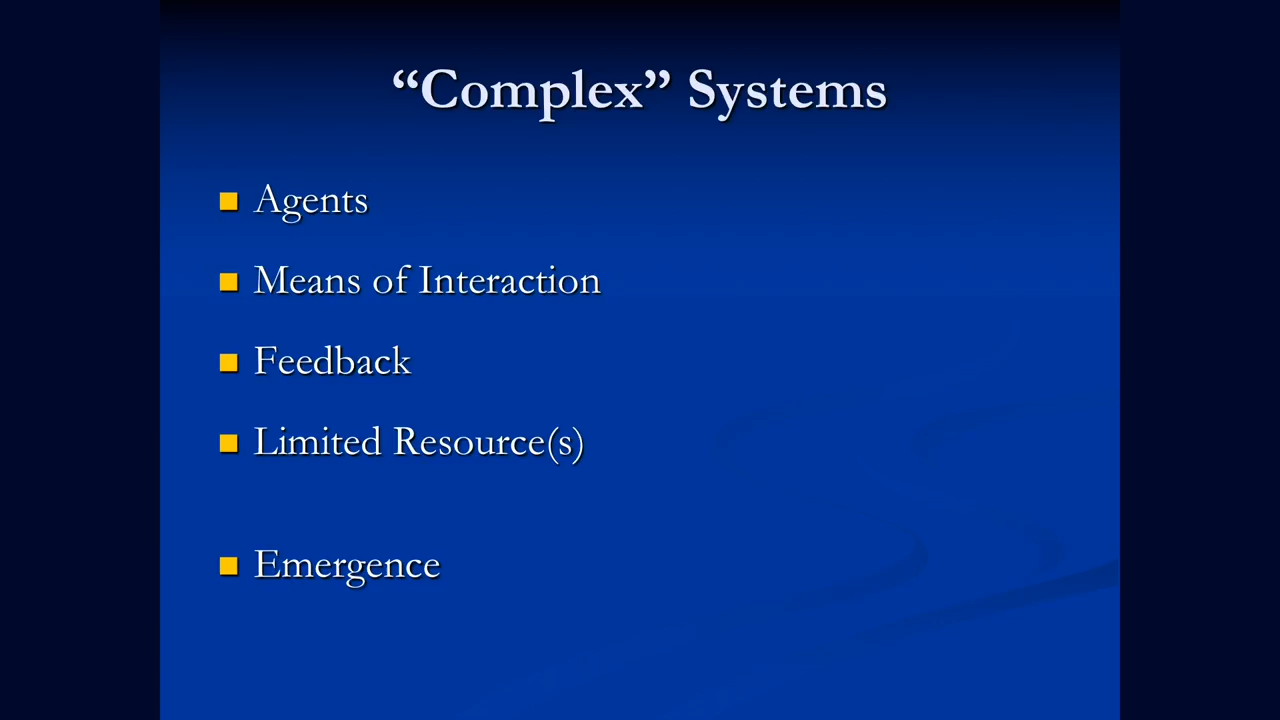 “Complex” Systems
Agents
Means of Interaction
Feedback
Limited Resource(s)
Emergence